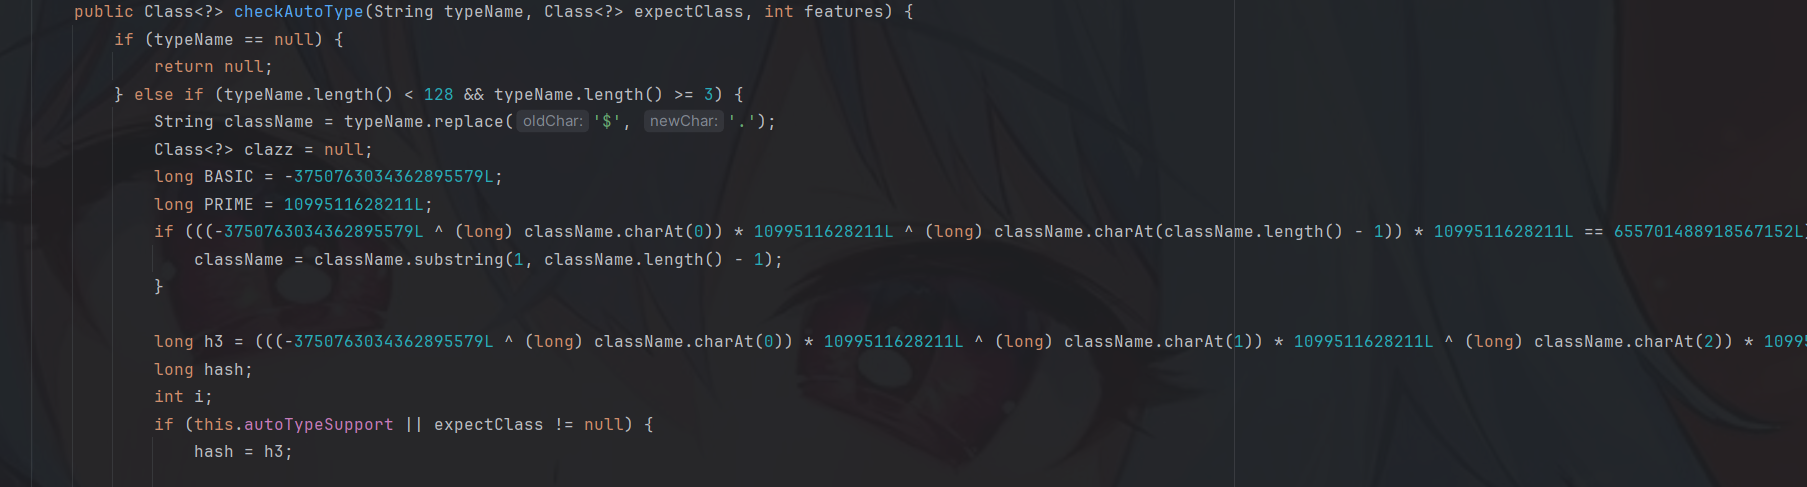 public Class<?> checkAutoType(String typeName, Class<?> expectClass, int features) {
if (typeName == null) {
return null;
} else if (typeName.length() < 128 && typeName.length() >= 3) {
String className = typeName.replace( oldChar: '$', newChar: '.');
Class<?> clazz = null;
long BASIC = -3750763034362895579L;
long PRIME = 1099511628211L;
if (((-3750763034362895579L ^ (long) className.charAt(0)) * 1099511628211L ^ (long) className.charAt(className.length() - 1)) * 1099511628211L == 655701488918567152L)
className = className.substring(1, className.length() - 1);
}
long h3 = (((-3750763034362895579L ^ (long) className.charAt(0)) * 1099511628211L ^ (long) className.charAt(1)) * 1099511628211L ^ (long) className.charAt(2)) * 10995
long hash;
int i;
if (this.autoTypeSupport || expectClass != null) {
hash = h3;